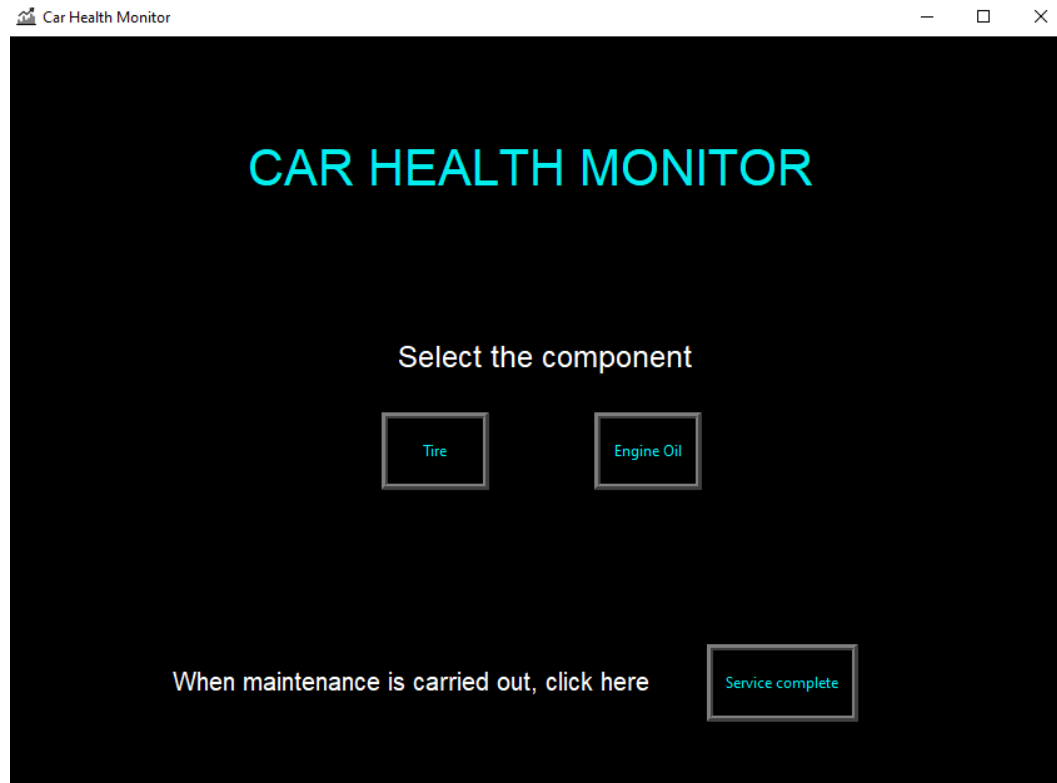 Car Health Monitor
CAR HEALTH MONITOR
Select the component
Tire
Engine Oil
When maintenance is carried out, click here
Service complete